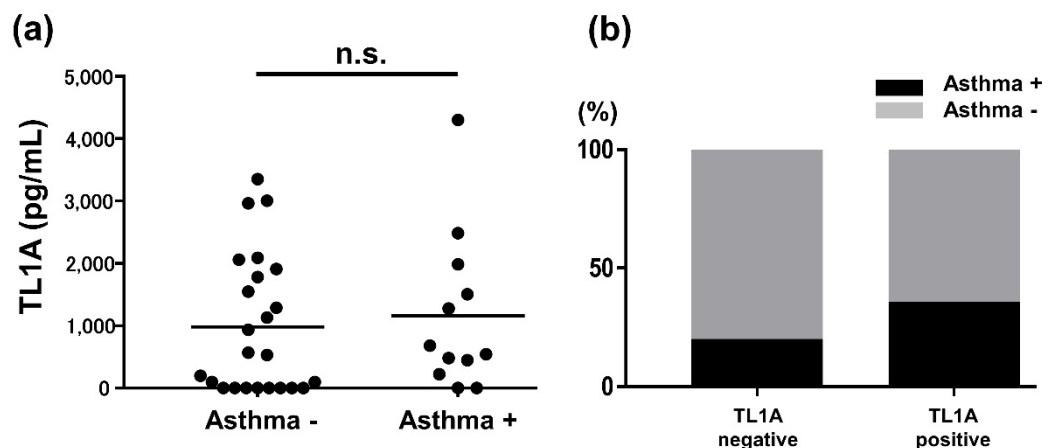 (a)
n.s.
TL1A (pg/mL)
5,000
4,000
3,000
2,000
1,000
0
Asthma -
Asthma +
(b)
Asthma +
Asthma -
(%)
100
50
0
TL1A
negative
TL1A
positive